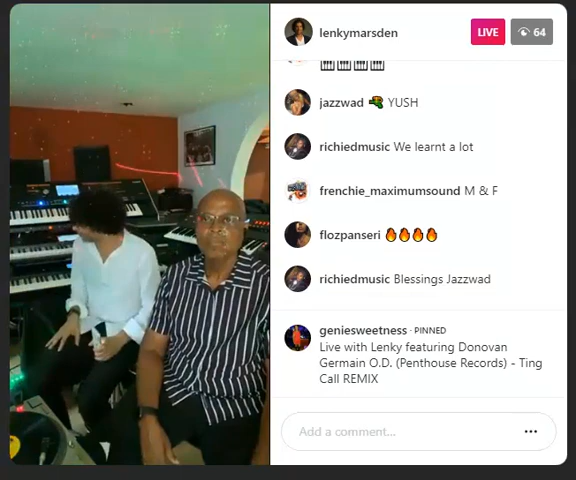 lenkymarsden
LIVE 64
jazzwad 🔫 YUSH
richiedmusic We learnt a lot
frenchie_maximumsound M & F
flozpanseri 🔥🔥🔥🔥
richiedmusic Blessings Jazzwad
geniesweetness · PINNED
Live with Lenky featuring Donovan
Germain O.D. (Penthouse Records) - Ting
Call REMIX
Add a comment...